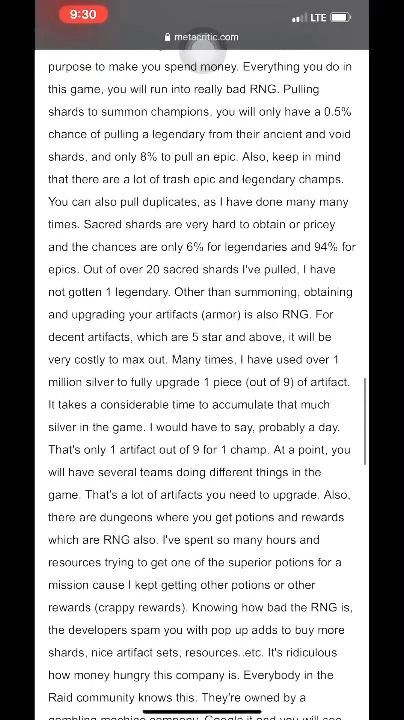 9:30
LTE
metacritic.com
purpose to make you spend money. Everything you do in
this game, you will run into really bad RNG. Pulling
shards to summon champions, you will only have a 0.5%
chance of pulling a legendary from their ancient and void
shards, and only 8% to pull an epic. Also, keep in mind
that there are a lot of trash epic and legendary champs.
You can also pull duplicates, as I have done many many
times. Sacred shards are very hard to obtain or pricey
and the chances are only 6% for legendaries and 94% for
epics. Out of over 20 sacred shards I've pulled, I have
not gotten 1 legendary. Other than summoning, obtaining
and upgrading your artifacts (armor) is also RNG. For
decent artifacts, which are 5 star and above, it will be
very costly to max out. Many times, I have used over 1
million silver to fully upgrade 1 piece (out of 9) of artifact.
It takes a considerable time to accumulate that much
silver in the game. I would have to say, probably a day.
That's only 1 artifact out of 9 for 1 champ. At a point, you
will have several teams doing different things in the
game. That's a lot of artifacts you need to upgrade. Also,
there are dungeons where you get potions and rewards
which are RNG also. I've spent so many hours and
resources trying to get one of the superior potions for a
mission cause I kept getting other potions or other
rewards (crappy rewards). Knowing how bad the RNG is,
the developers spam you with pop up adds to buy more
shards, nice artifact sets, resources..etc. It's ridiculous
how money hungry this company is. Everybody in the
Raid community knows this. They're owned by a
gambling machine company. Google it and you will see